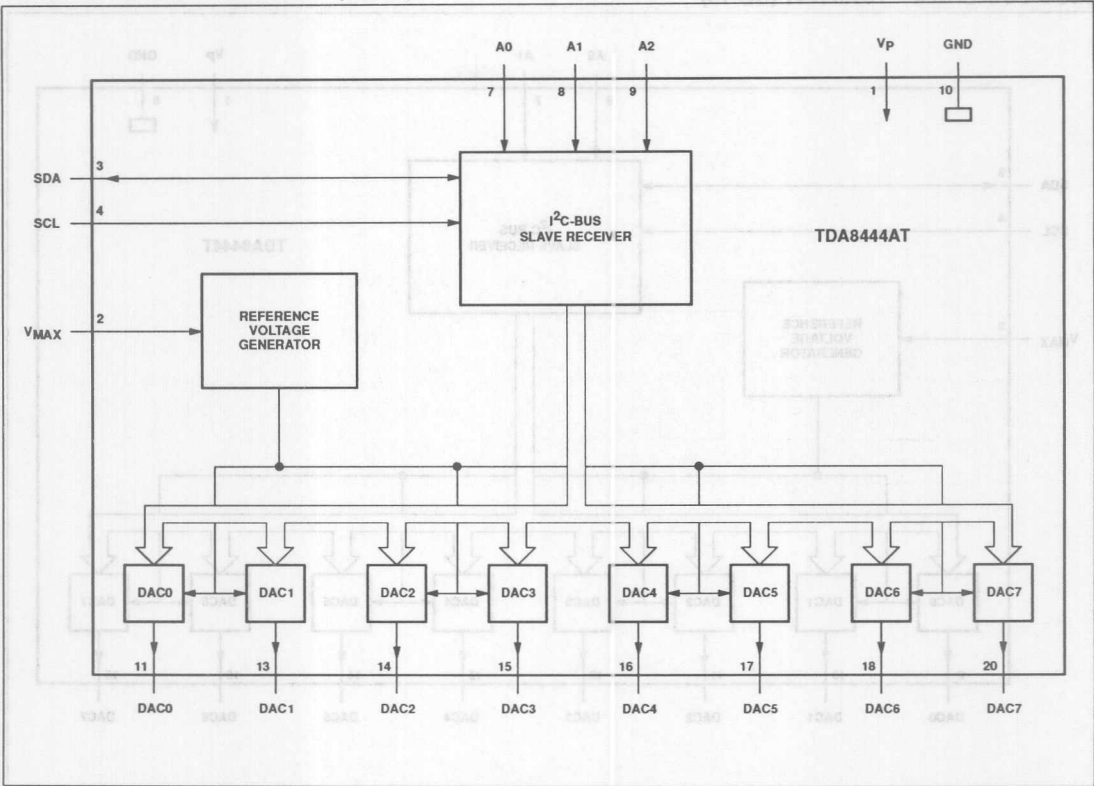 A0 A1 A2 VP GND
7 8 9 1 10
3
SDA
4
SCL
I²C-BUS
SLAVE RECEIVER
TDA8444AT
2
VMAX
REFERENCE
VOLTAGE
GENERATOR
DAC0 DAC1 DAC2 DAC3 DAC4 DAC5 DAC6 DAC7
11 13 14 15 16 17 18 20
DAC0 DAC1 DAC2 DAC3 DAC4 DAC5 DAC6 DAC7